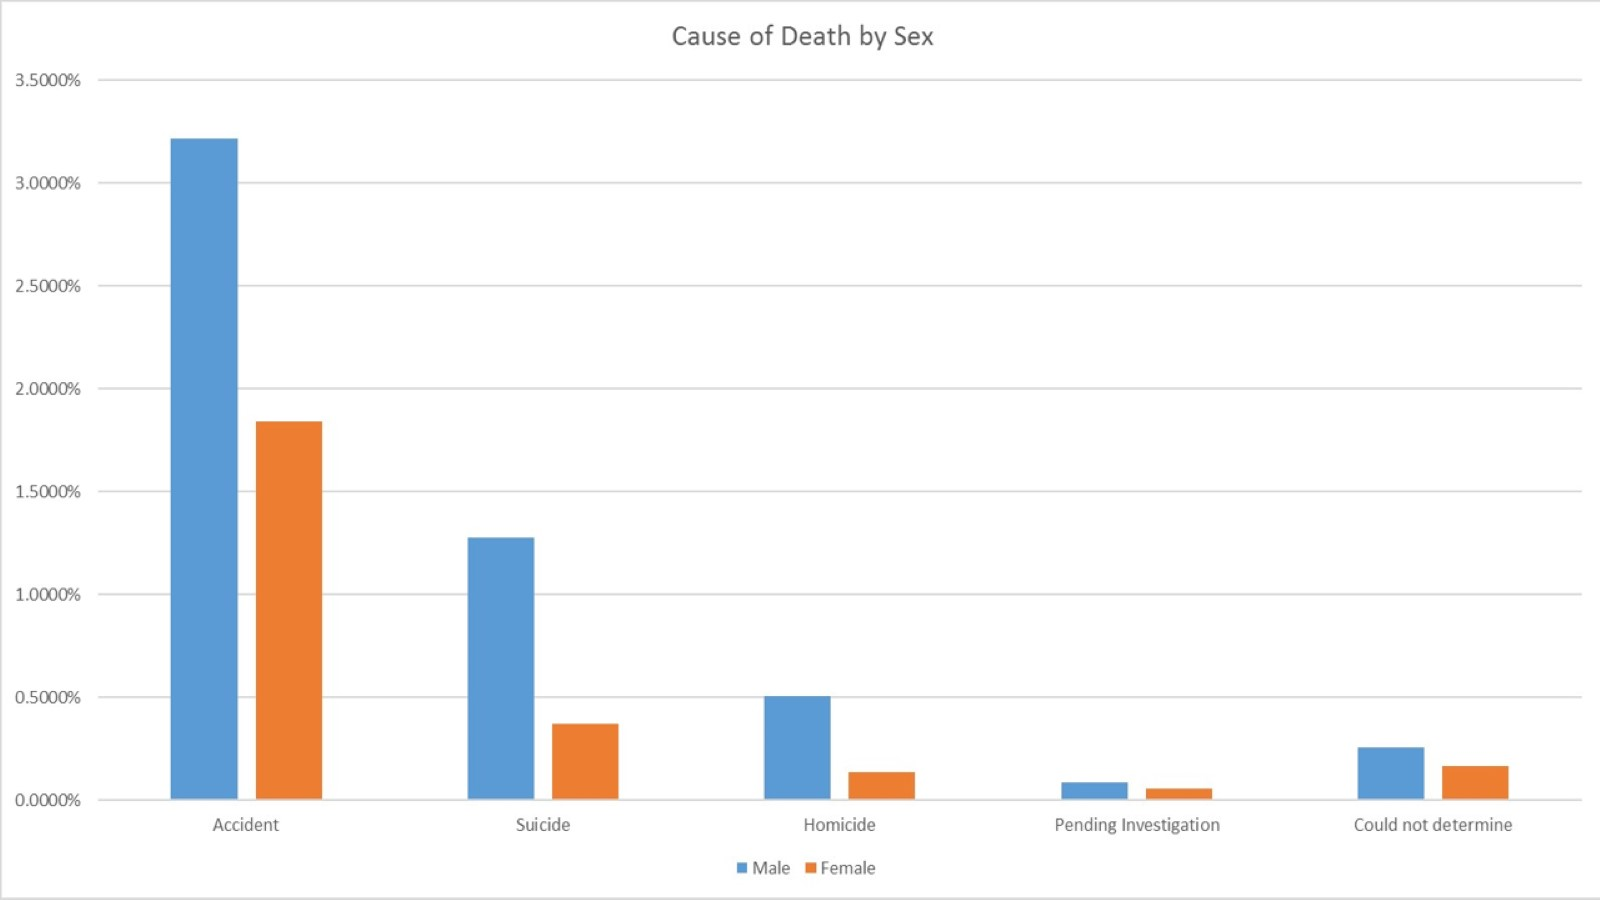 Cause of Death by Sex
3.5000%
3.0000%
2.5000%
2.0000%
1.5000%
1.0000%
0.5000%
0.0000%
Accident Suicide Homicide Pending Investigation Could not determine
Male Female